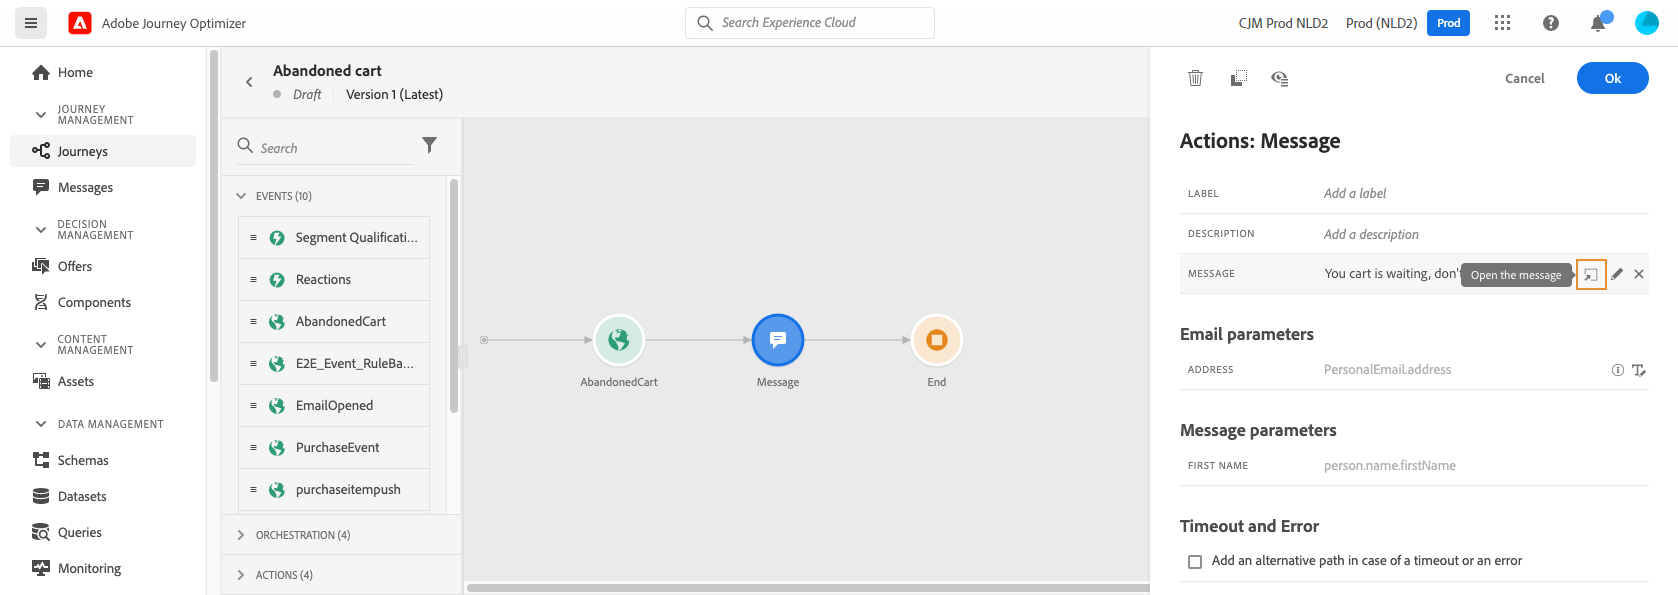 Adobe Journey Optimizer
Search Experience Cloud
CJM Prod NLD2
Prod (NLD2)
Prod
Home
JOURNEY
MANAGEMENT
Journeys
Messages
DECISION
MANAGEMENT
Offers
Components
CONTENT
MANAGEMENT
Assets
DATA MANAGEMENT
Schemas
Datasets
Queries
Monitoring
Abandoned cart
Draft
Version 1 (Latest)
Search
EVENTS (10)
Segment Qualificati...
Reactions
AbandonedCart
E2E_Event_RuleBa...
EmailOpened
PurchaseEvent
purchaseitempush
ORCHESTRATION (4)
ACTIONS (4)
AbandonedCart
Message
End
Cancel
Ok
Actions: Message
LABEL
Add a label
DESCRIPTION
Add a description
MESSAGE
You cart is waiting, don'
Open the message
Email parameters
ADDRESS
PersonalEmail.address
Message parameters
FIRST NAME
person.name.firstName
Timeout and Error
Add an alternative path in case of a timeout or an error